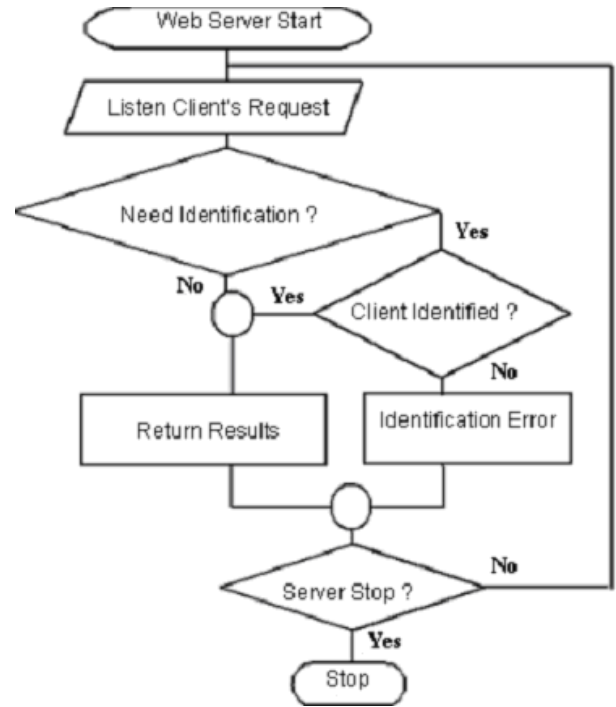 Web Server Start
Listen Client's Request
Need Identification ?
Yes
No
Yes
Client Identified ?
No
Return Results
Identification Error
Server Stop ?
No
Yes
Stop